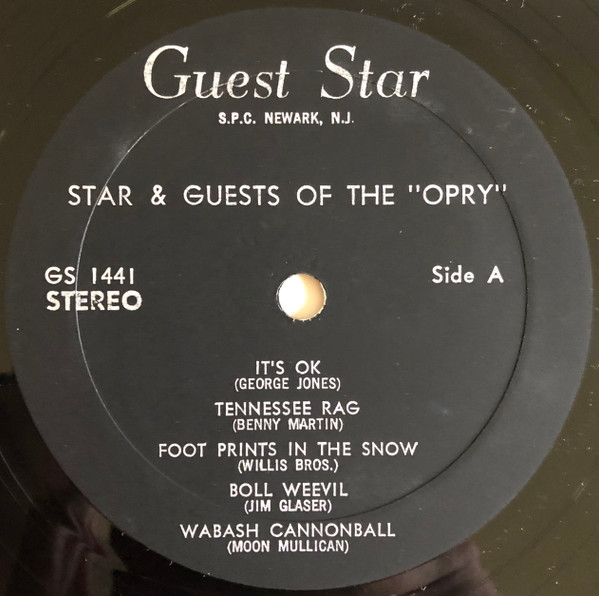 Guest Star
S.P.C. NEWARK, N.J.
STAR & GUESTS OF THE "OPRY"
GS 1441
STEREO
Side A
IT'S OK
(GEORGE JONES)
TENNESSEE RAG
(BENNY MARTIN)
FOOT PRINTS IN THE SNOW
(WILLIS BROS.)
BOLL WEEVIL
(JIM GLASER)
WABASH CANNONBALL
(MOON MULLICAN)